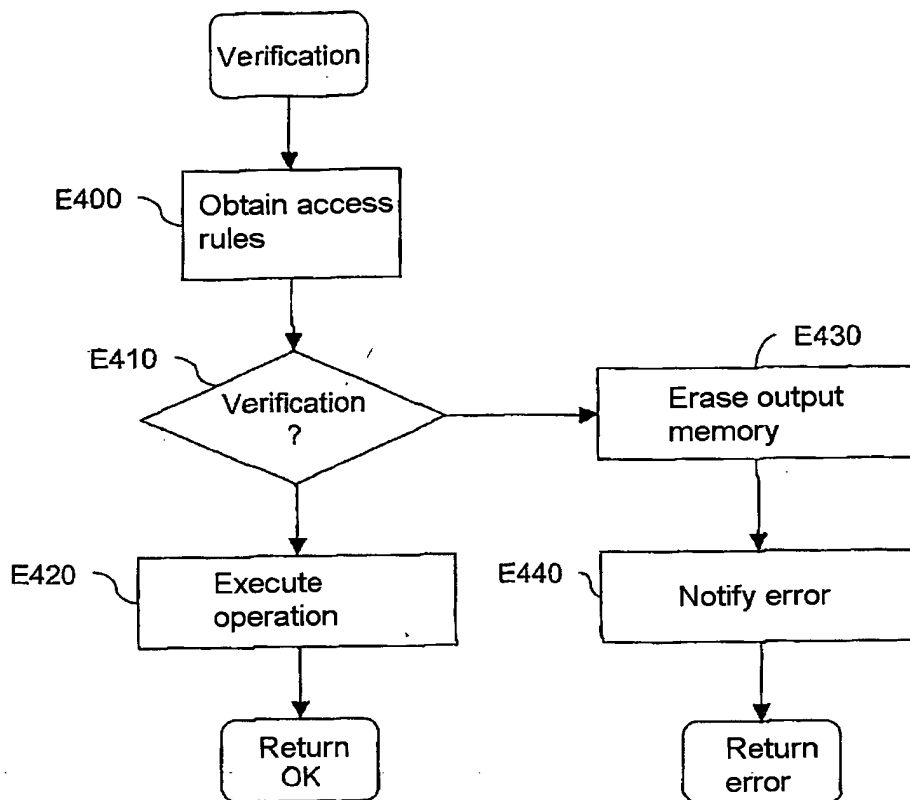 Verification
E400
Obtain access
rules
E410
Verification
?
E430
Erase output
memory
E420
Execute
operation
E440
Notify error
Return
OK
Return
error